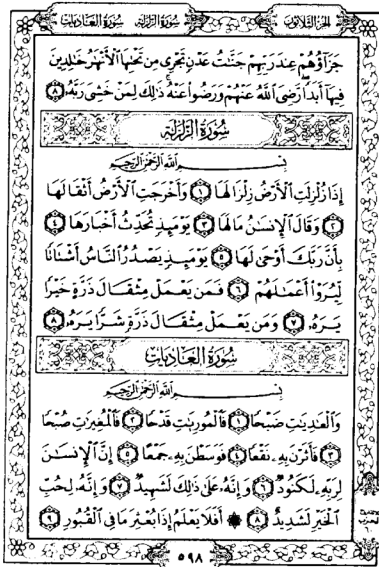 الجزء الثلاثون سورة الزلزلة سورة العاديات
جَزَآؤُهُمْ عِندَ رَبِّهِمْ جَنَّٰتُ عَدْنٍ تَجْرِى مِن تَحْتِهَا ٱلْأَنْهَٰرُ خَٰلِدِينَ
فِيهَآ أَبَدًا رَّضِىَ ٱللَّهُ عَنْهُمْ وَرَضُوا۟ عَنْهُ ذَٰلِكَ لِمَنْ خَشِىَ رَبَّهُۥ ٨
سُورَةُ الزَّلْزَلَةِ
بِسْمِ ٱللَّهِ ٱلرَّحْمَٰنِ ٱلرَّحِيمِ
إِذَا زُلْزِلَتِ ٱلْأَرْضُ زِلْزَالَهَا ١ وَأَخْرَجَتِ ٱلْأَرْضُ أَثْقَالَهَا
٢ وَقَالَ ٱلْإِنسَٰنُ مَا لَهَا ٣ يَوْمَئِذٍ تُحَدِّثُ أَخْبَارَهَا ٤
بِأَنَّ رَبَّكَ أَوْحَىٰ لَهَا ٥ يَوْمَئِذٍ يَصْدُرُ ٱلنَّاسُ أَشْتَاتًا
لِّيُرَوْا۟ أَعْمَٰلَهُمْ ٦ فَمَن يَعْمَلْ مِثْقَالَ ذَرَّةٍ خَيْرًا
يَرَهُۥ ٧ وَمَن يَعْمَلْ مِثْقَالَ ذَرَّةٍ شَرًّا يَرَهُۥ ٨
سُورَةُ العَادِيَاتِ
بِسْمِ ٱللَّهِ ٱلرَّحْمَٰنِ ٱلرَّحِيمِ
وَٱلْعَٰدِيَٰتِ ضَبْحًا ١ فَٱلْمُورِيَٰتِ قَدْحًا ٢ فَٱلْمُغِيرَٰتِ صُبْحًا
٣ فَأَثَرْنَ بِهِۦ نَقْعًا ٤ فَوَسَطْنَ بِهِۦ جَمْعًا ٥ إِنَّ ٱلْإِنسَٰنَ
لِرَبِّهِۦ لَكَنُودٌ ٦ وَإِنَّهُۥ عَلَىٰ ذَٰلِكَ لَشَهِيدٌ ٧ وَإِنَّهُۥ لِحُبِّ
ٱلْخَيْرِ لَشَدِيدٌ ٨ ۞ أَفَلَا يَعْلَمُ إِذَا بُعْثِرَ مَا فِى ٱلْقُبُورِ ٩
٥٩٨